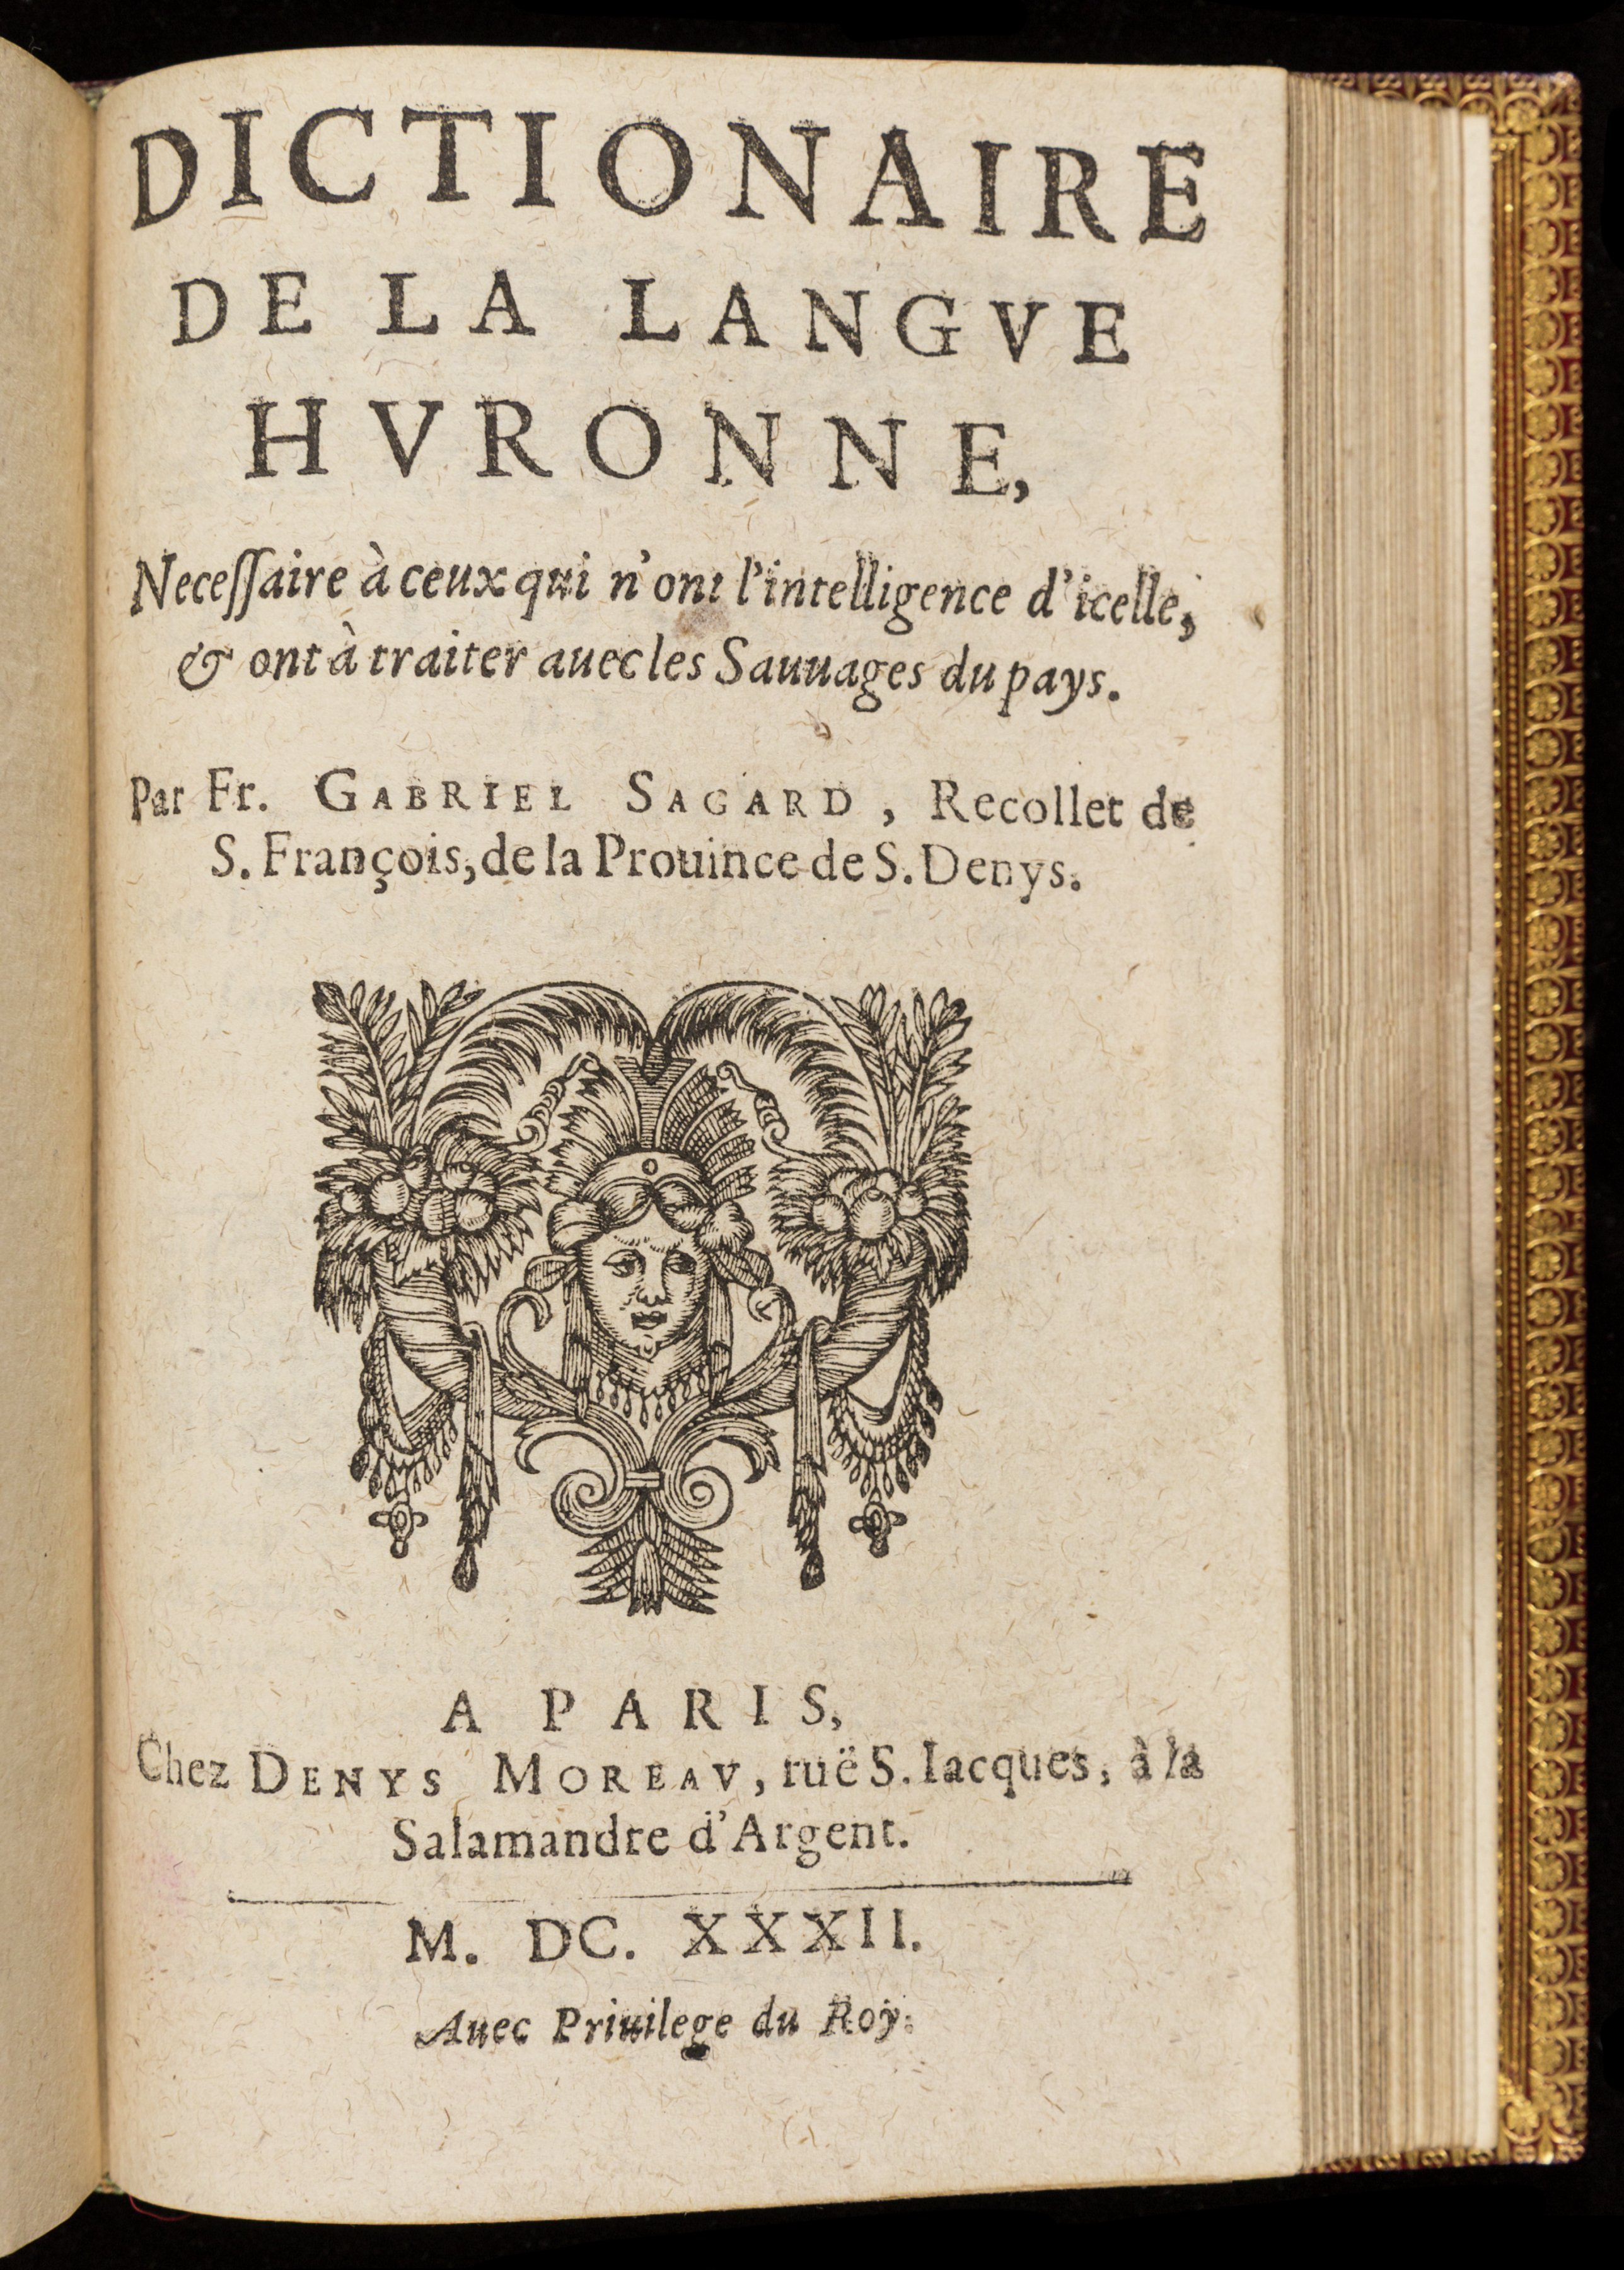 DICTIONAIRE
DE LA LANGVE
HVRONNE,
Neceſſaire à ceux qui n'ont l'intelligence d'icelle,
& ont à traiter auec les Sauuages du pays.
Par Fr. GABRIEL SAGARD, Recollet de
S. François, de la Prouince de S. Denys.
A PARIS,
Chez DENYS MOREAV, ruë S. Iacques, à la
Salamandre d'Argent.
M. DC. XXXII.
Auec Priuilege du Roy.